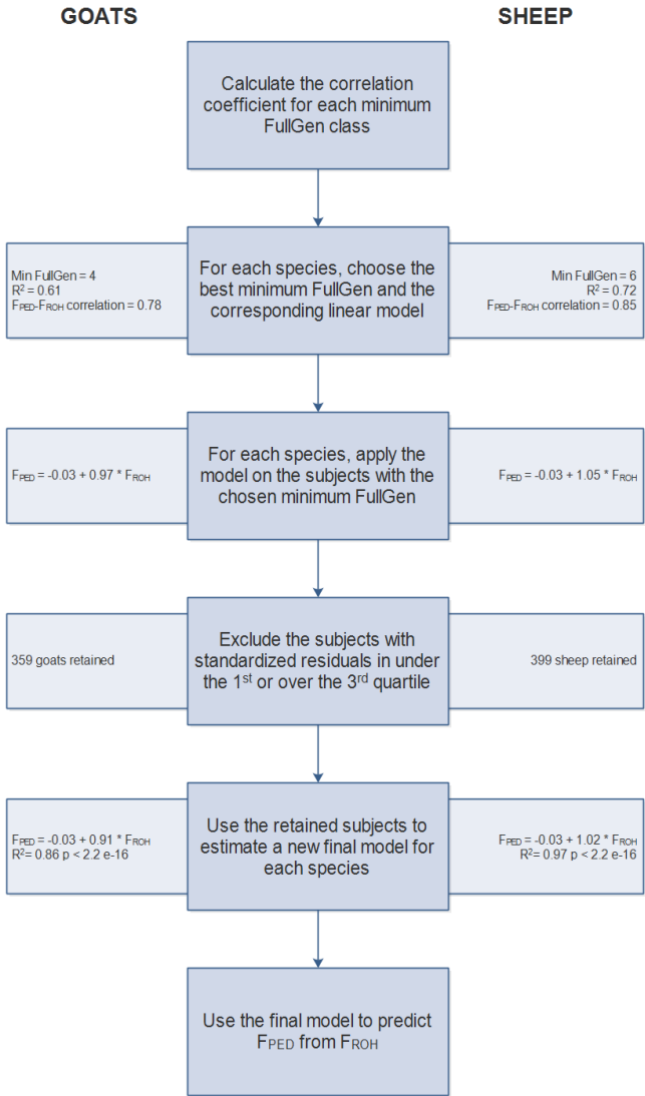 GOATS
SHEEP
Calculate the correlation
coefficient for each minimum
FullGen class
Min FullGen = 4
R² = 0.61
FPED-FROH correlation = 0.78
For each species, choose the
best minimum FullGen and the
corresponding linear model
Min FullGen = 6
R² = 0.72
FPED-FROH correlation = 0.85
FPED = -0.03 + 0.97 * FROH
For each species, apply the
model on the subjects with the
chosen minimum FullGen
FPED = -0.03 + 1.05 * FROH
359 goats retained
Exclude the subjects with
standardized residuals in under
the 1st or over the 3rd quartile
399 sheep retained
FPED = -0.03 + 0.91 * FROH
R²= 0.86 p < 2.2 e-16
Use the retained subjects to
estimate a new final model for
each species
FPED = -0.03 + 1.02 * FROH
R²= 0.97 p < 2.2 e-16
Use the final model to predict
FPED from FROH